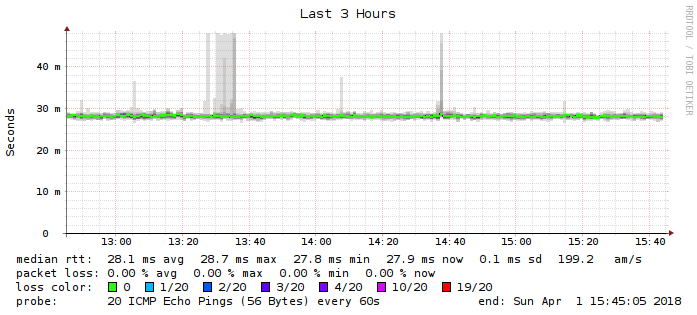 Last 3 Hours
RRDTOOL / TOBI OETIKER
Seconds
40 m
30 m
20 m
10 m
0
13:00 13:20 13:40 14:00 14:20 14:40 15:00 15:20 15:40
median rtt: 28.1 ms avg 28.7 ms max 27.8 ms min 27.9 ms now 0.1 ms sd 199.2 am/s
packet loss: 0.00 % avg 0.00 % max 0.00 % min 0.00 % now
loss color: 0 1/20 2/20 3/20 4/20 10/20 19/20
probe: 20 ICMP Echo Pings (56 Bytes) every 60s end: Sun Apr 1 15:45:05 2018